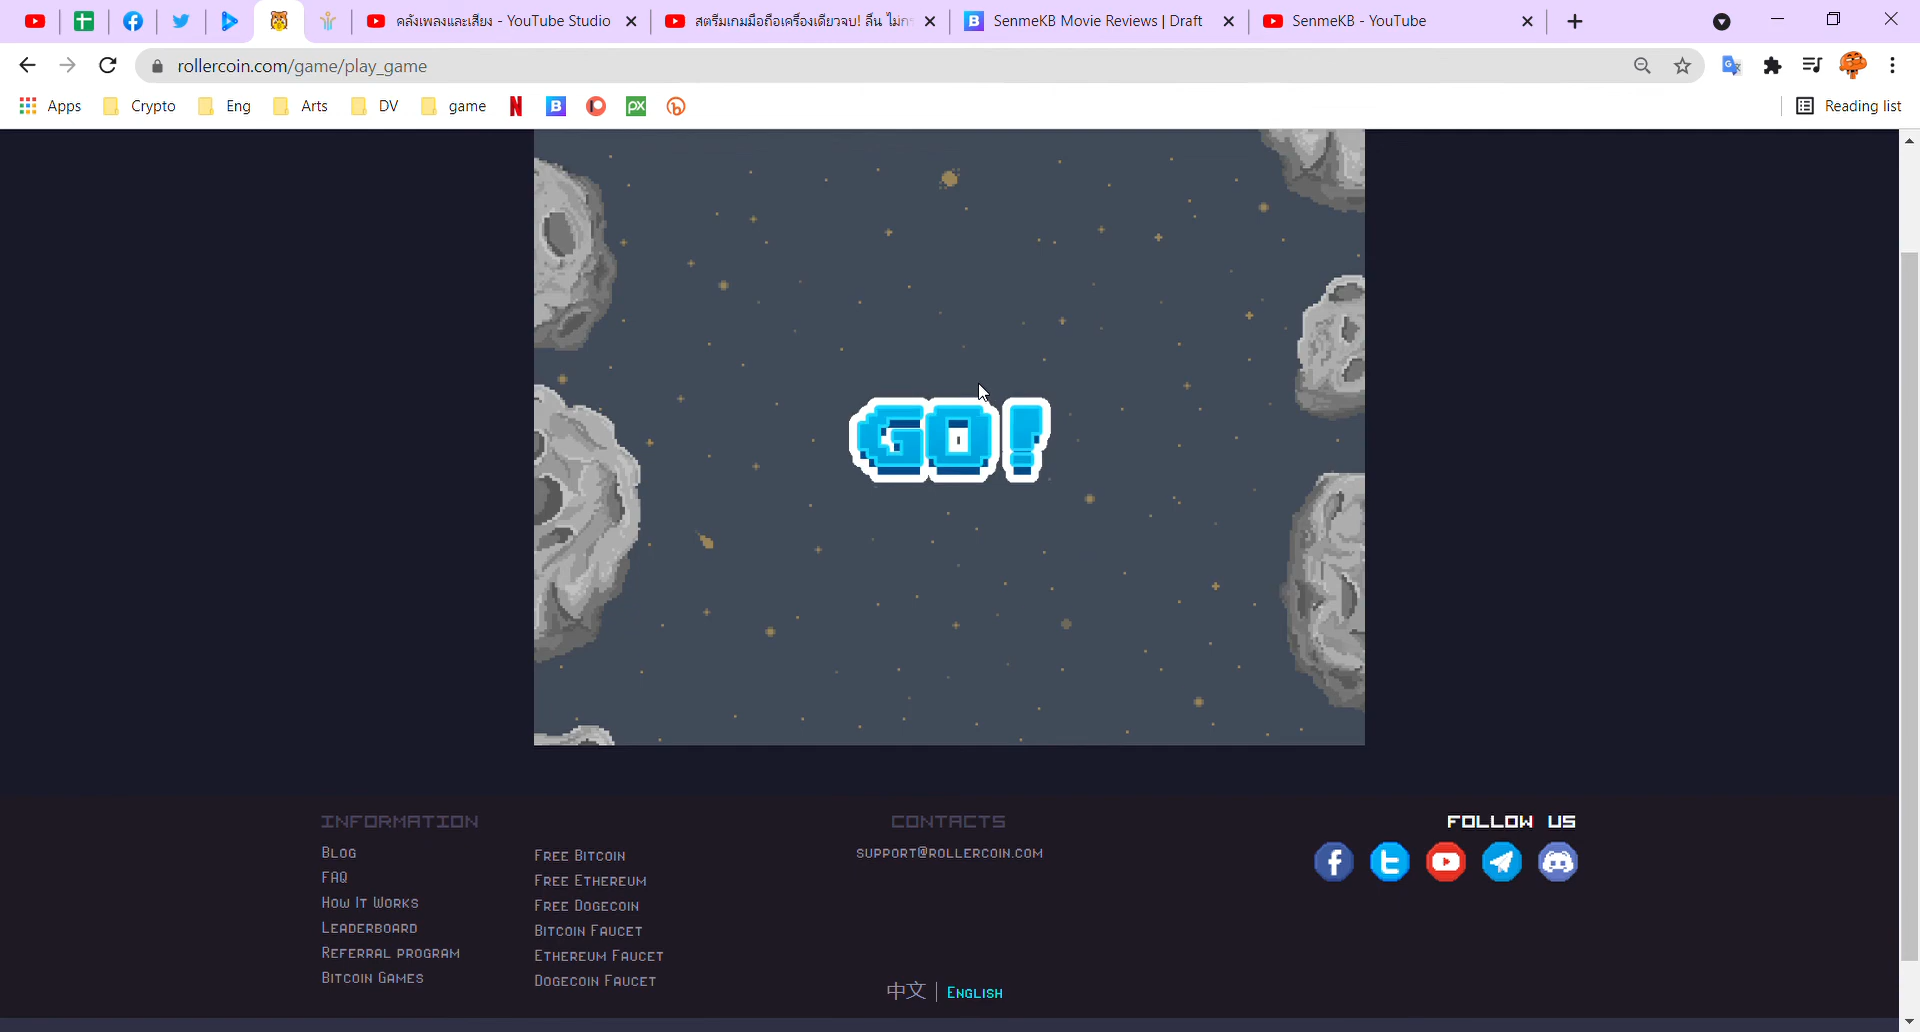 คลังเพลงและเสียง - YouTube Studio
สตรีมเกมมือถือเครื่องเดียวจบ! ลื่น
SenmeKB Movie Reviews | Draft
SenmeKB - YouTube
rollercoin.com/game/play_game
Apps
Crypto
Eng
Arts
DV
game
Reading list
GO!
INFORMATION
BLOG
FAQ
HOW IT WORKS
LEADERBOARD
REFERRAL PROGRAM
BITCOIN GAMES
FREE BITCOIN
FREE ETHEREUM
FREE DOGECOIN
BITCOIN FAUCET
ETHEREUM FAUCET
DOGECOIN FAUCET
CONTACTS
SUPPORT@ROLLERCOIN.COM
中文 | ENGLISH
FOLLOW US